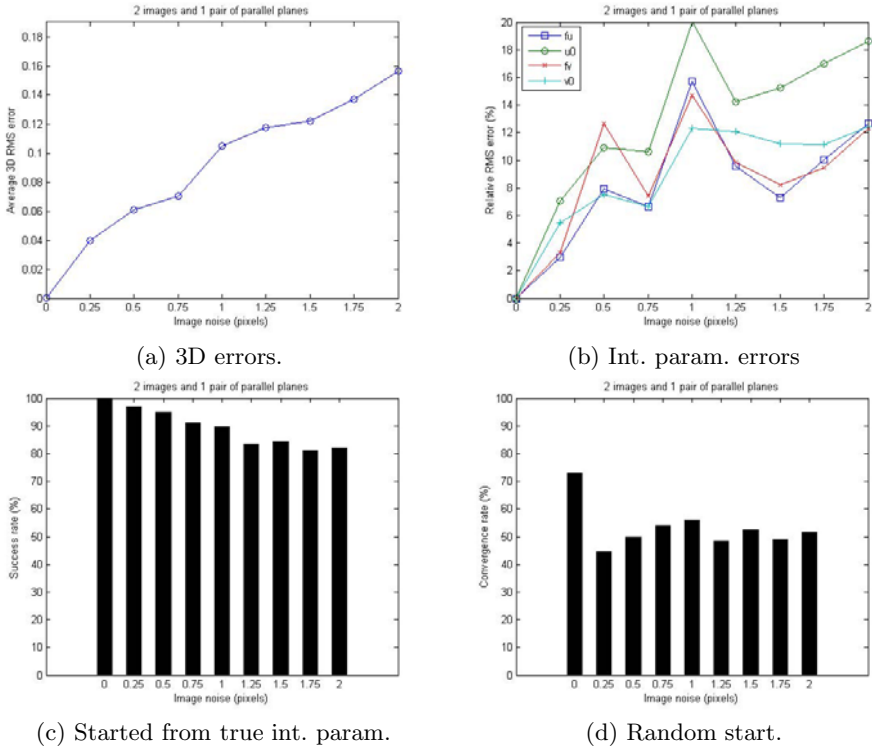 2 images and 1 pair of parallel planes
Average 3D RMS error
0.18
0.16
0.14
0.12
0.1
0.08
0.06
0.04
0.02
0
0 0.25 0.5 0.75 1 1.25 1.5 1.75 2
Image noise (pixels)
(a) 3D errors.
2 images and 1 pair of parallel planes
fu
u0
fv
v0
Relative RMS error (%)
20
18
16
14
12
10
8
6
4
2
0
0 0.25 0.5 0.75 1 1.25 1.5 1.75 2
Image noise (pixels)
(b) Int. param. errors
2 images and 1 pair of parallel planes
Success rate (%)
100
90
80
70
60
50
40
30
20
10
0
0 0.25 0.5 0.75 1 1.25 1.5 1.75 2
Image noise (pixels)
(c) Started from true int. param.
2 images and 1 pair of parallel planes
Convergence rate (%)
100
90
80
70
60
50
40
30
20
10
0
0 0.25 0.5 0.75 1 1.25 1.5 1.75 2
Image noise (pixels)
(d) Random start.